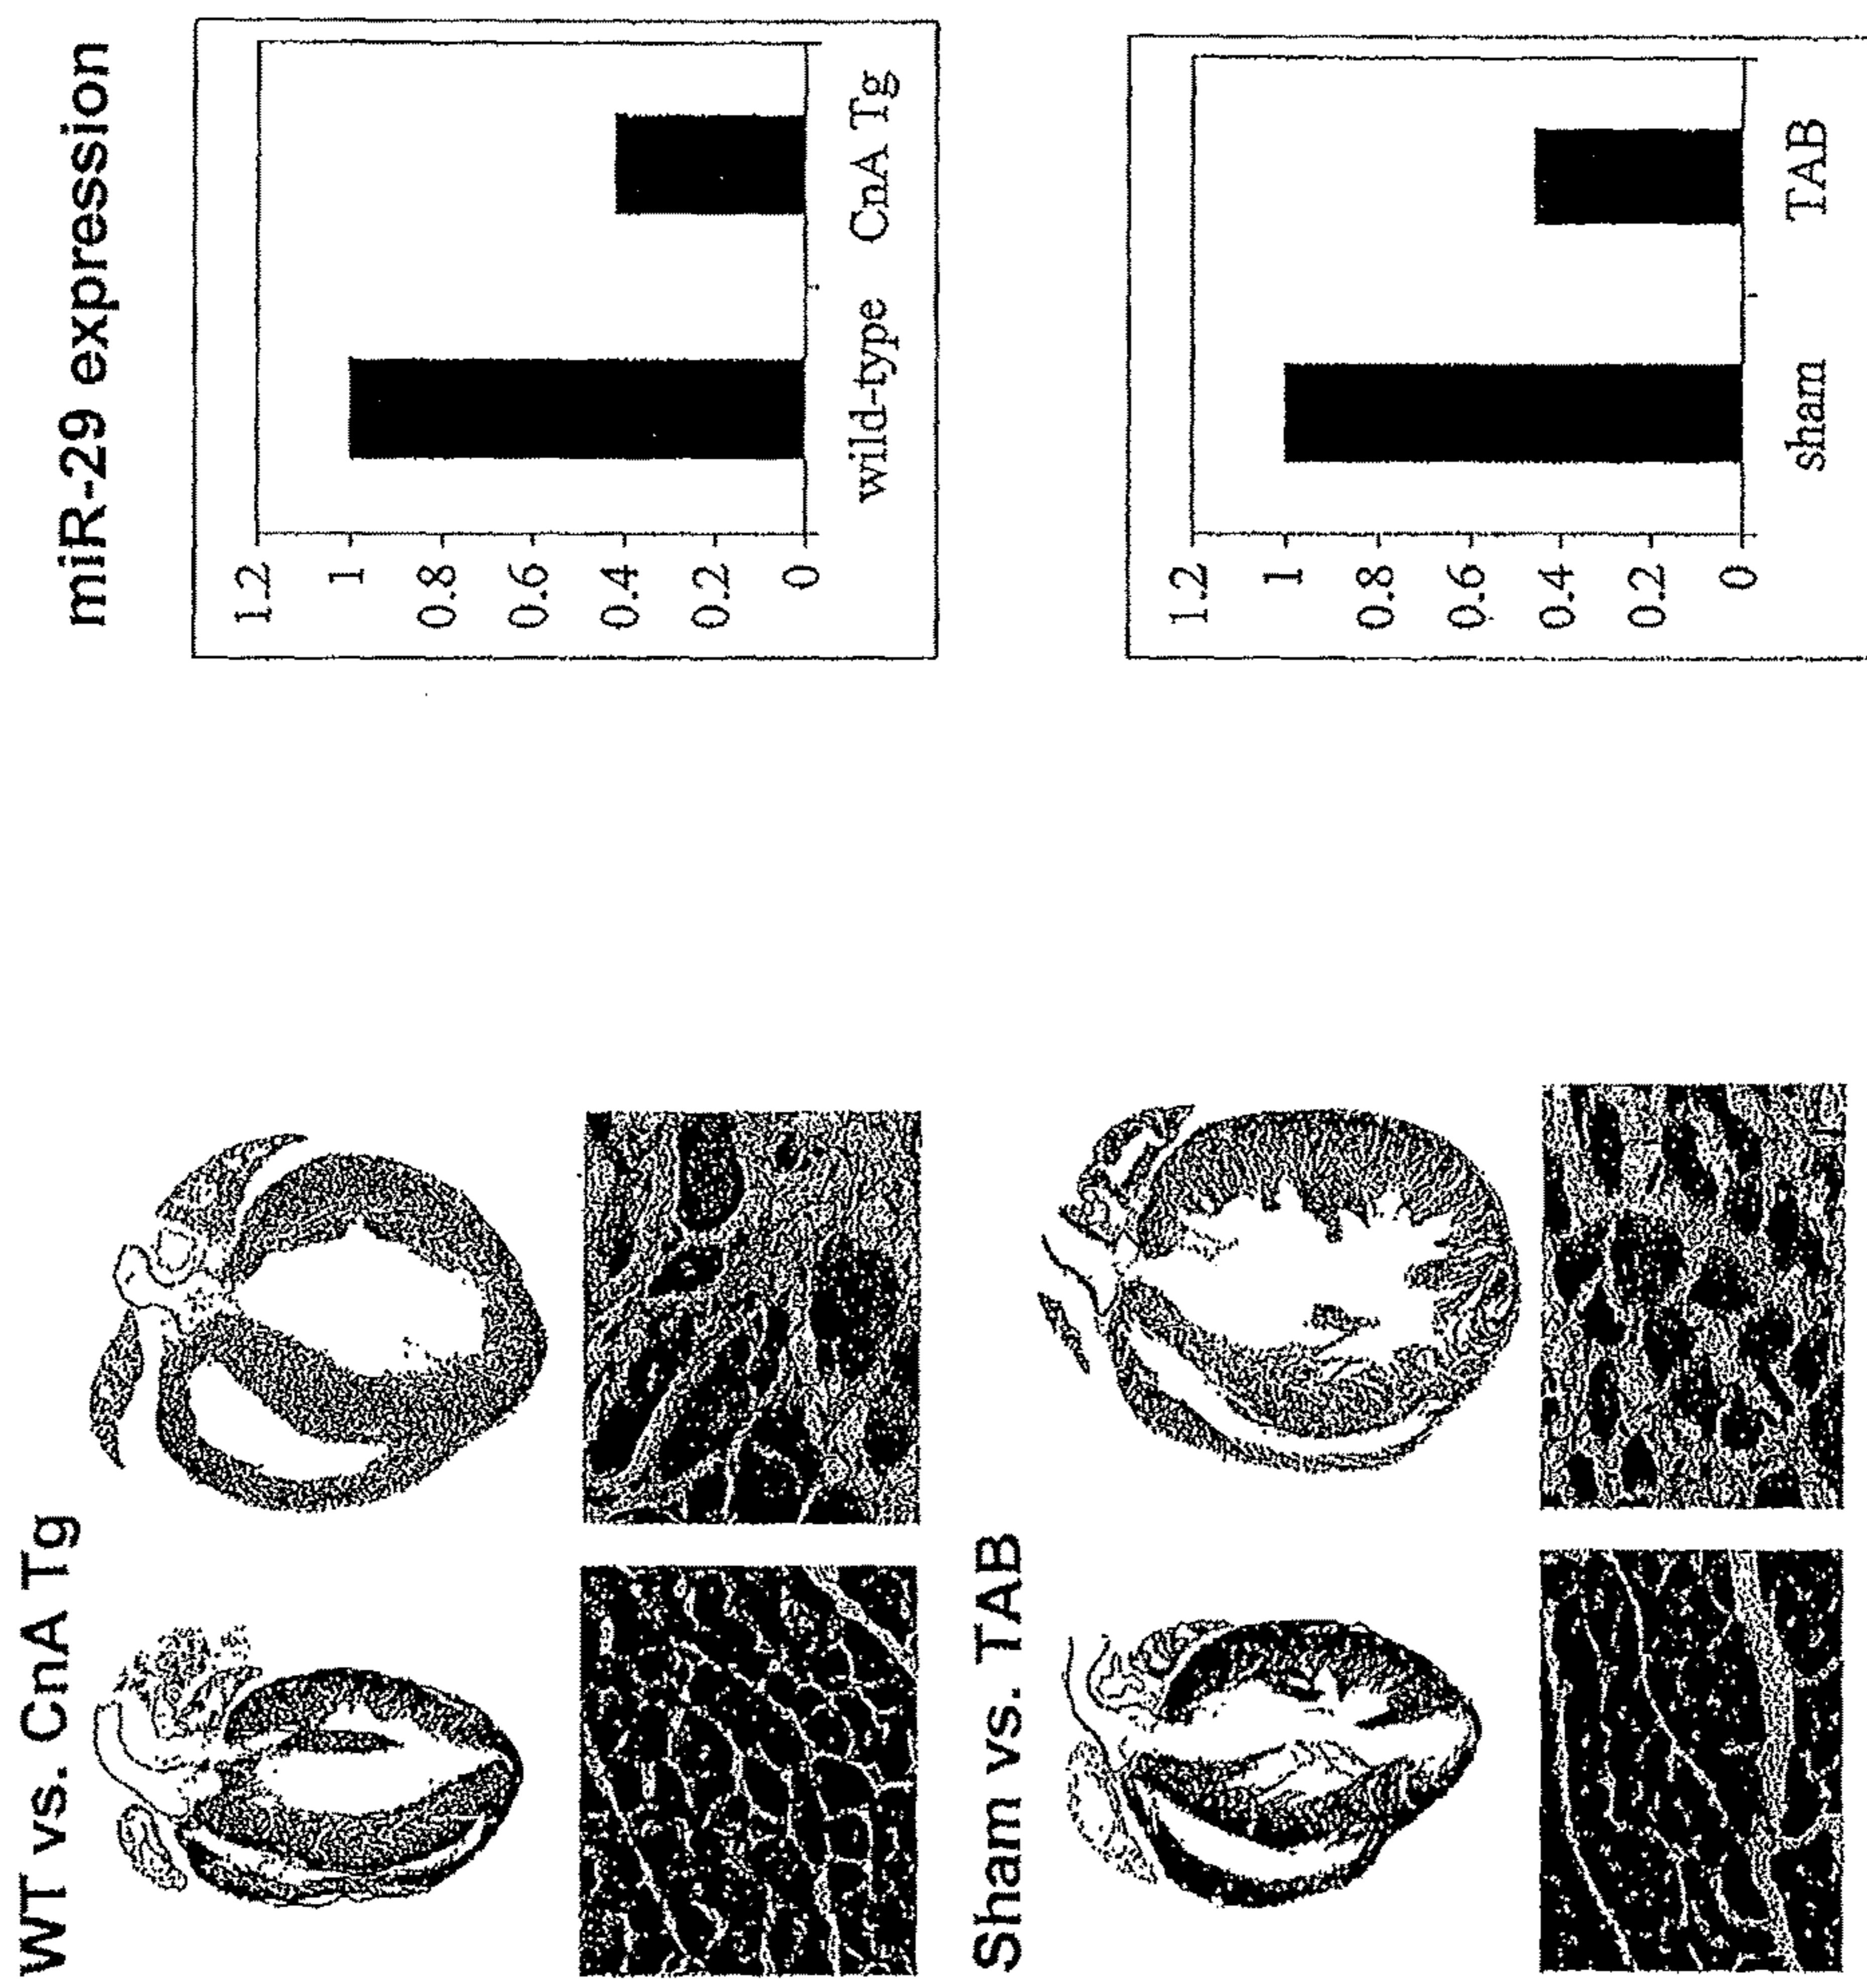 WT vs. CnA Tg
miR-29 expression
1.2
1
0.8
0.6
0.4
0.2
0
wild-type CnA Tg
Sham vs. TAB
1.2
1
0.8
0.6
0.4
0.2
0
sham TAB